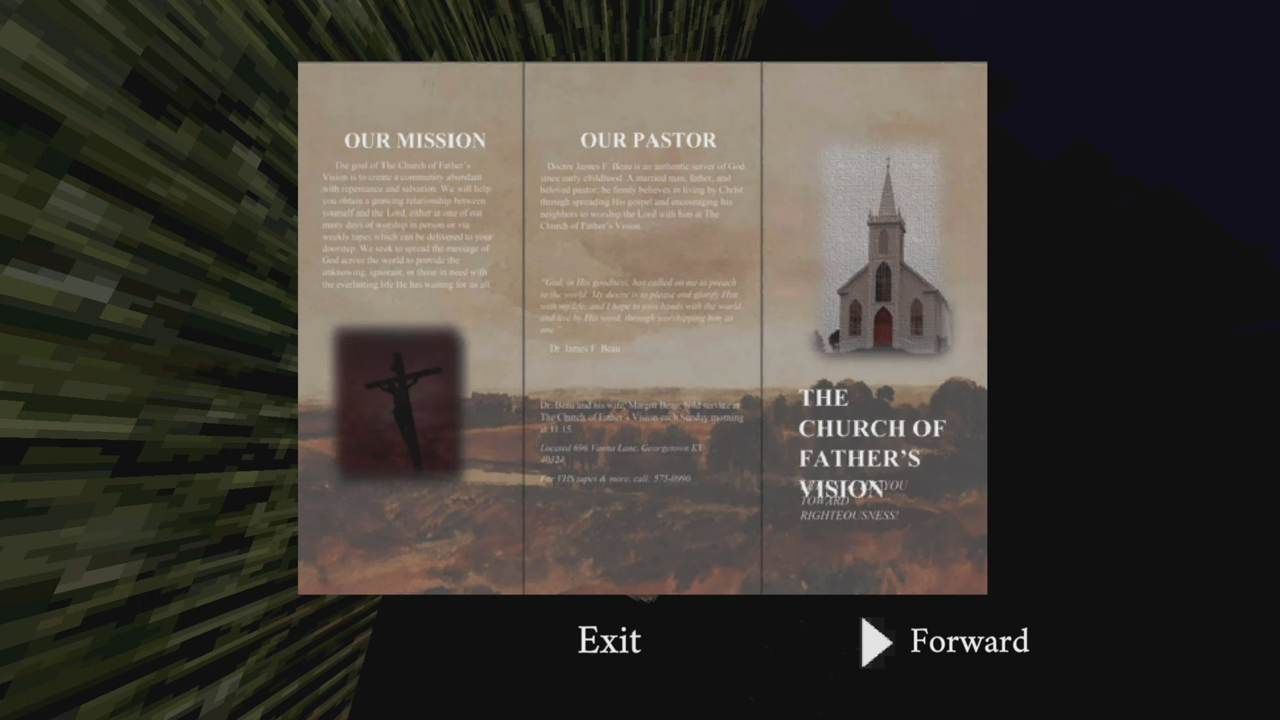 OUR MISSION
The goal of The Church of Father's
Vision is to create a community abundant
with repentance and salvation. We will help
you obtain a growing relationship between
yourself and the Lord, either at one of our
many days of worship in person or via
weekly tapes which can be delivered to your
doorstep. We seek to spread the message of
God across the world to provide the
unknowing, ignorant, or those in need with
the everlasting life He has waiting for us all.
OUR PASTOR
Doctor James F. Beau is an authentic server of God
since early childhood. A married man, father, and
beloved pastor; he firmly believes in living by Christ
through spreading His gospel and encouraging his
neighbors to worship the Lord with him at The
Church of Father's Vision.
"God, in His goodness, has called on me to preach
to the world. My desire is to please and glorify Him
with my life, and I hope to join hands with the world,
and live by His word, through worshipping him as
one."
- Dr. James F. Beau
Dr. Beau and his wife, Margot Beau, hold service at
The Church of Father's Vision each Sunday morning
at 11:15.
Located 696 Vanna Lane, Georgetown KY
40324
For VHS tapes & more, call: 575-0990
THE
CHURCH OF
FATHER'S
VISION
YOU
TOWARD
RIGHTEOUSNESS!
Exit
Forward